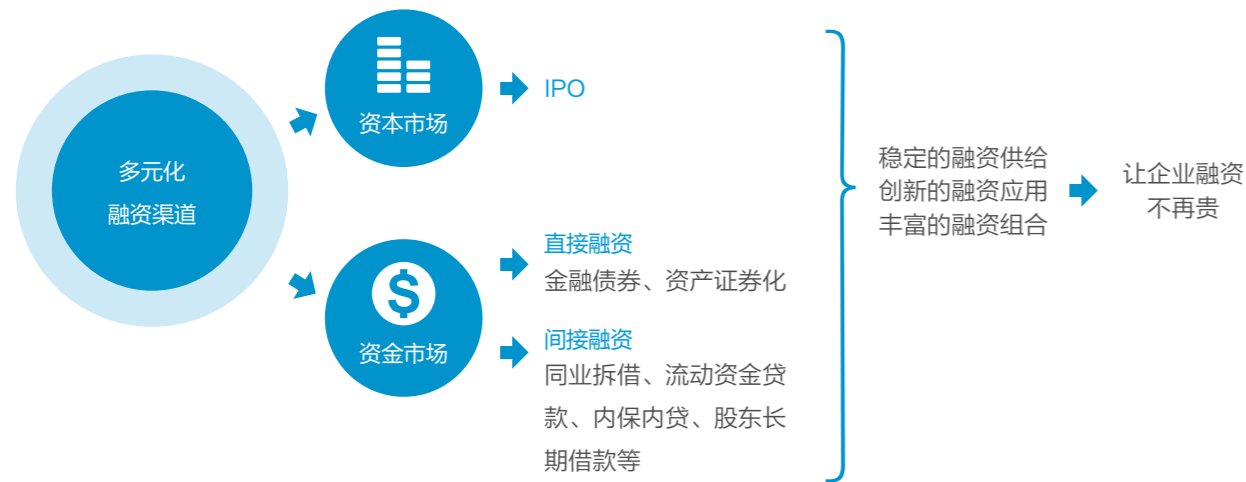 多元化
融资渠道
资本市场
IPO
资金市场
直接融资
金融债券、资产证券化
间接融资
同业拆借、流动资金贷
款、内保内贷、股东长
期借款等
稳定的融资供给
创新的融资应用
丰富的融资组合
让企业融资
不再贵